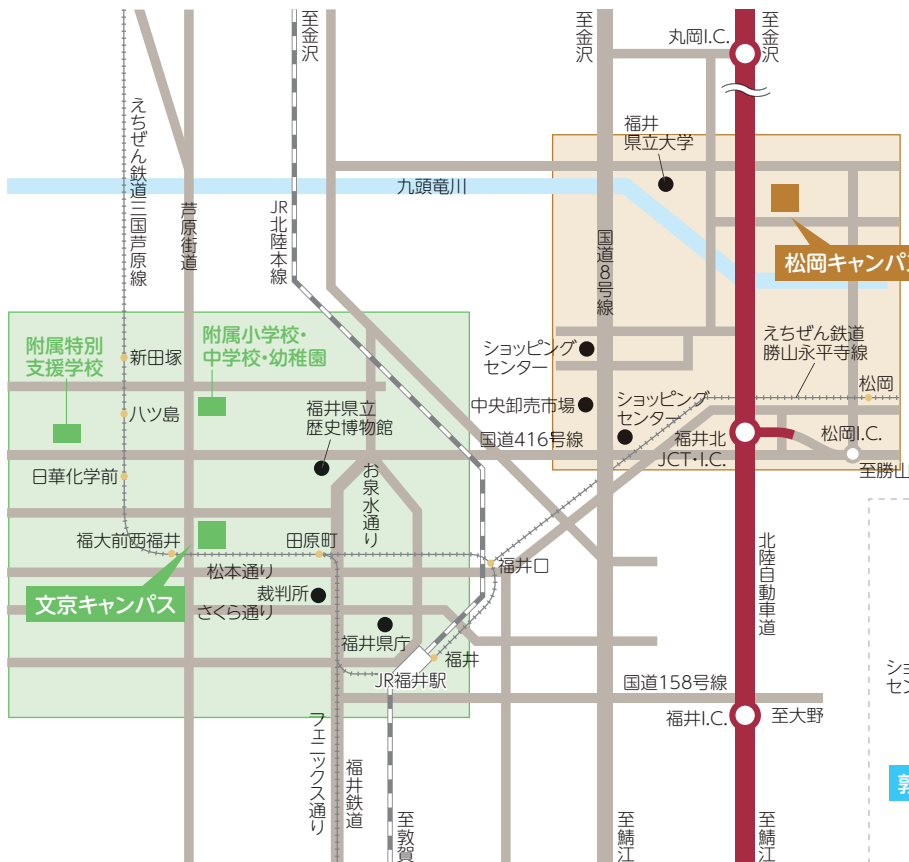 至金沢
至金沢
丸岡I.C.
至金沢
えちぜん鉄道三国芦原線
福井
県立大学
九頭竜川
芦原街道
JR北陸本線
国道8号線
松岡キャンパス
附属特別
支援学校
附属小学校・
中学校・幼稚園
新田塚
ショッピング
センター
えちぜん鉄道
勝山永平寺線
松岡
八ツ島
福井県立
歴史博物館
中央卸売市場
ショッピング
センター
国道416号線
福井北
JCT・I.C.
松岡I.C.
至勝山
日華化学前
お泉水通り
福大前西福井
田原町
福井口
松本通り
北陸自動車道
文京キャンパス
裁判所
さくら通り
福井県庁
福井
JR福井駅
国道158号線
福井I.C.
至大野
フェニックス通り
福井鉄道
至敦賀
至鯖江
至鯖江
ショ
セン
敦